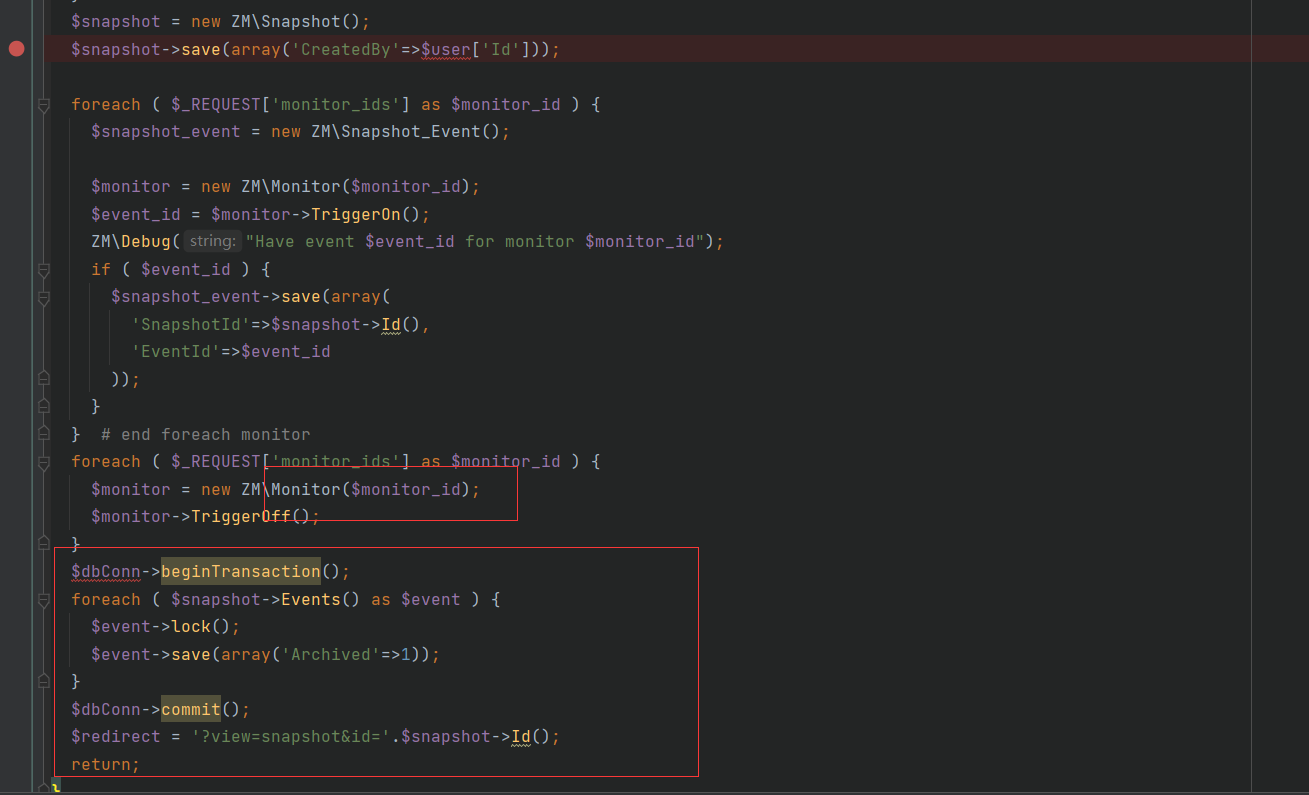 $snapshot = new ZM\Snapshot();
$snapshot->save(array('CreatedBy'=>$user['Id']));
foreach ( $_REQUEST['monitor_ids'] as $monitor_id ) {
$snapshot_event = new ZM\Snapshot_Event();
$monitor = new ZM\Monitor($monitor_id);
$event_id = $monitor->TriggerOn();
ZM\Debug( string: "Have event $event_id for monitor $monitor_id");
if ( $event_id ) {
$snapshot_event->save(array(
'SnapshotId'=>$snapshot->Id(),
'EventId'=>$event_id
));
}
} # end foreach monitor
foreach ( $_REQUEST['monitor_ids'] as $monitor_id ) {
$monitor = new ZM\Monitor($monitor_id);
$monitor->TriggerOff();
}
$dbConn->beginTransaction();
foreach ( $snapshot->Events() as $event ) {
$event->lock();
$event->save(array('Archived'=>1));
}
$dbConn->commit();
$redirect = '?view=snapshot&id='.$snapshot->Id();
return;
}